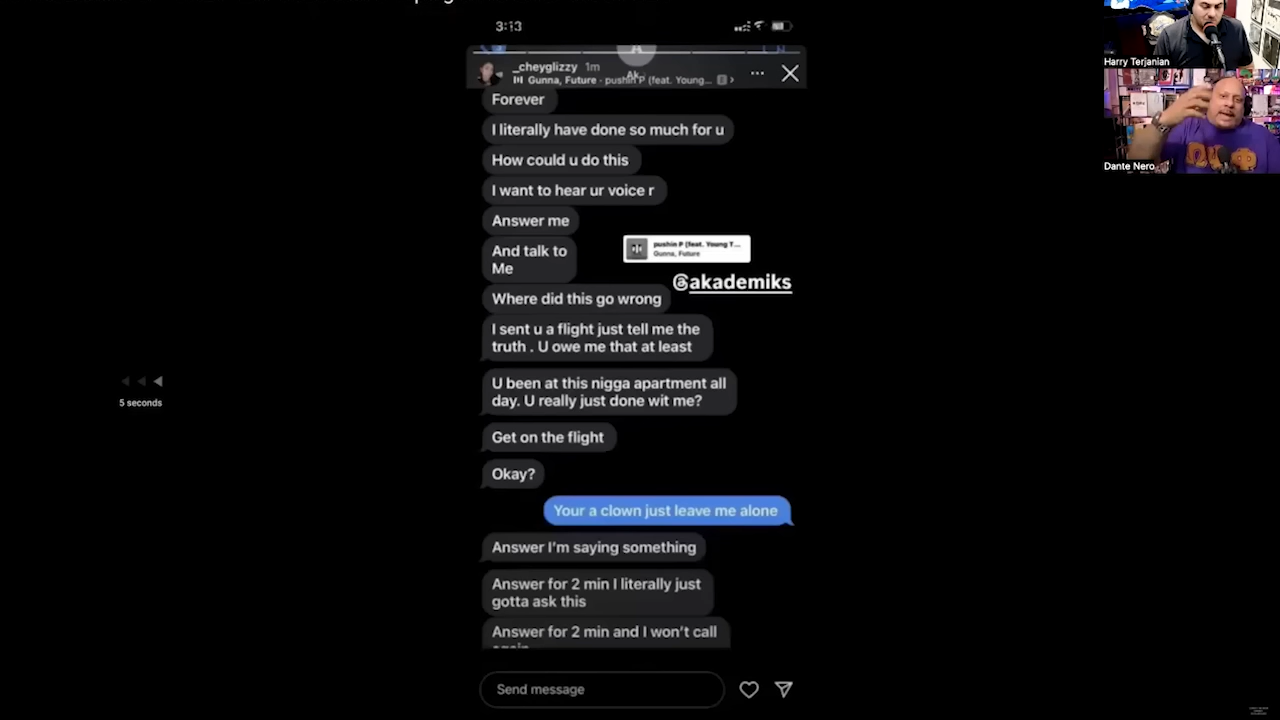 3:13
_cheyglizzy 1m
Gunna, Future · pushin P (feat. Young...
Harry Terjanian
Forever
I literally have done so much for u
How could u do this
Dante Nero
I want to hear ur voice r
Answer me
And talk to
Me
pushin P (feat. Young T...
Gunna, Future
@akademiks
Where did this go wrong
I sent u a flight just tell me the
truth . U owe me that at least
U been at this nigga apartment all
day. U really just done wit me?
5 seconds
Get on the flight
Okay?
Your a clown just leave me alone
Answer I'm saying something
Answer for 2 min I literally just
gotta ask this
Answer for 2 min and I won't call
Send message